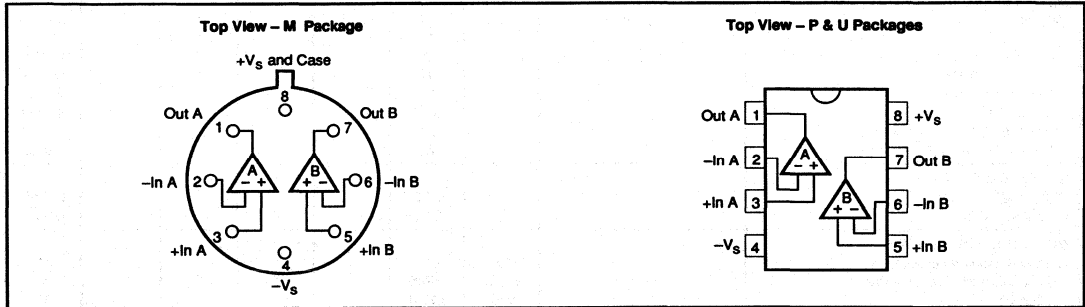 Top View – M Package
+VS and Case
8
Out A
Out B
1
7
A
B
– +
+ –
–In A
2
6
–In B
3
5
+In A
+In B
4
–VS
Top View – P & U Packages
Out A 1
8 +VS
A
–In A 2
7 Out B
– +
+In A 3
B
6 –In B
+ –
–VS 4
5 +In B